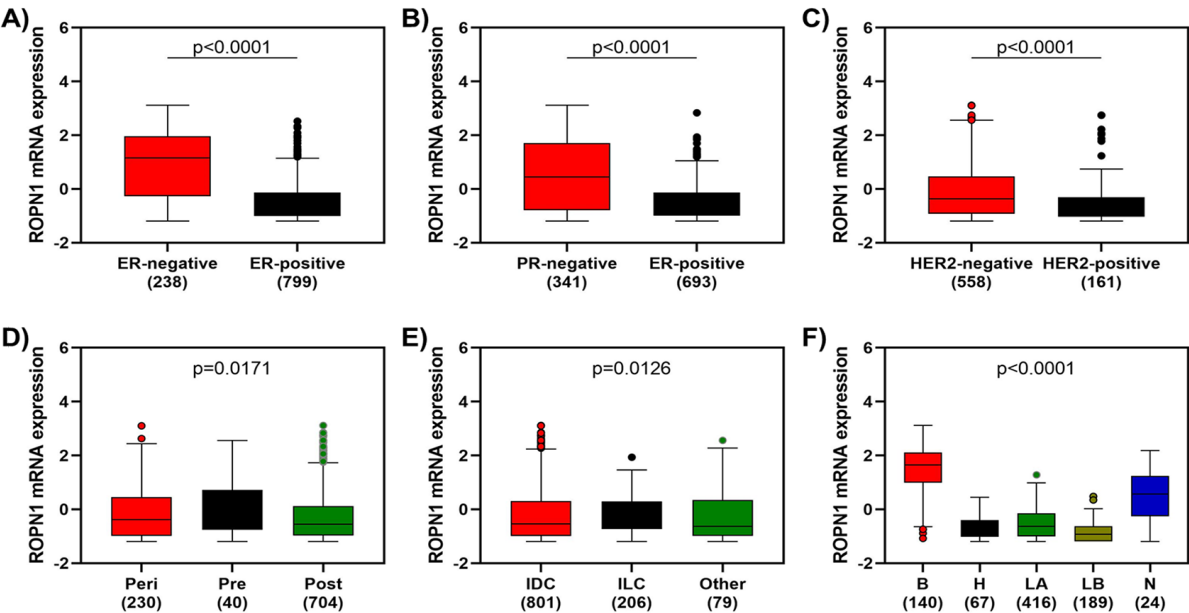 A)
ROPN1 mRNA expression
6
4
2
0
-2
p<0.0001
ER-negative
(238)
ER-positive
(799)
B)
ROPN1 mRNA expression
6
4
2
0
-2
p<0.0001
PR-negative
(341)
ER-positive
(693)
C)
ROPN1 mRNA expression
6
4
2
0
-2
p<0.0001
HER2-negative
(558)
HER2-positive
(161)
D)
ROPN1 mRNA expression
6
4
2
0
-2
p=0.0171
Peri
(230)
Pre
(40)
Post
(704)
E)
ROPN1 mRNA expression
6
4
2
0
-2
p=0.0126
IDC
(801)
ILC
(206)
Other
(79)
F)
ROPN1 mRNA expression
6
4
2
0
-2
p<0.0001
B
(140)
H
(67)
LA
(416)
LB
(189)
N
(24)